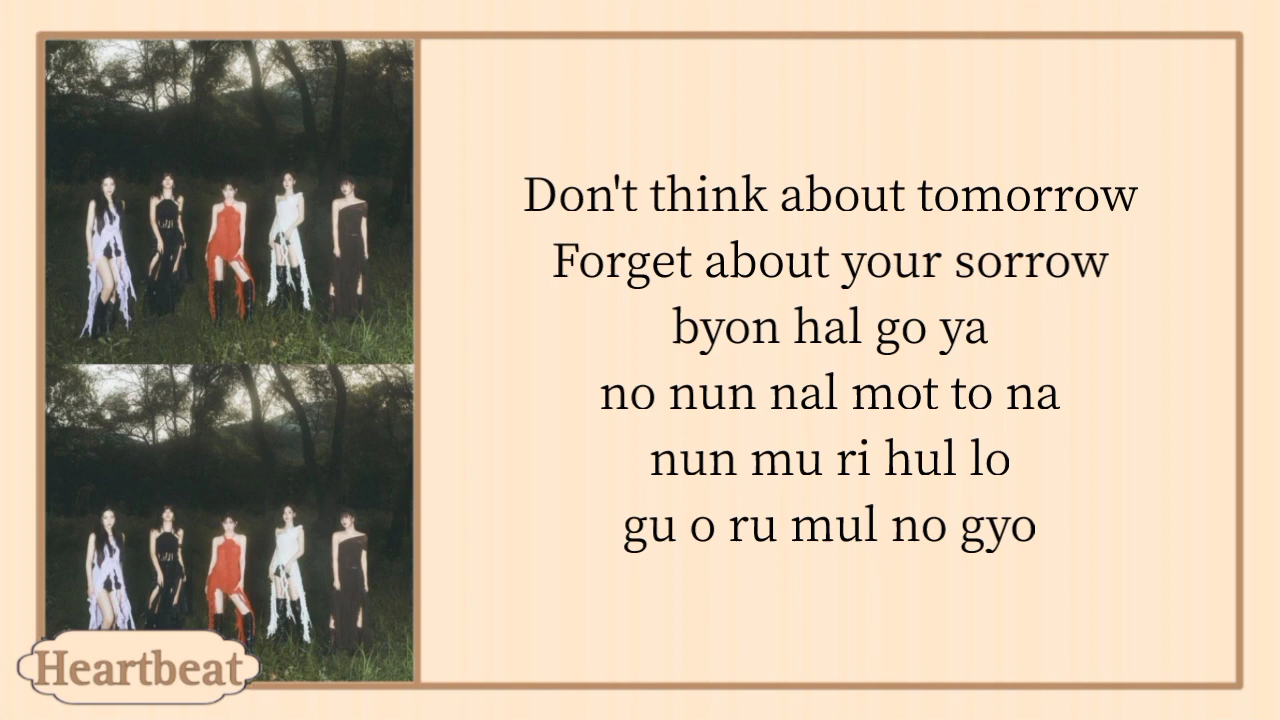 Don't think about tomorrow
Forget about your sorrow
byon hal go ya
no nun nal mot to na
nun mu ri hul lo
gu o ru mul no gyo
Heartbeat